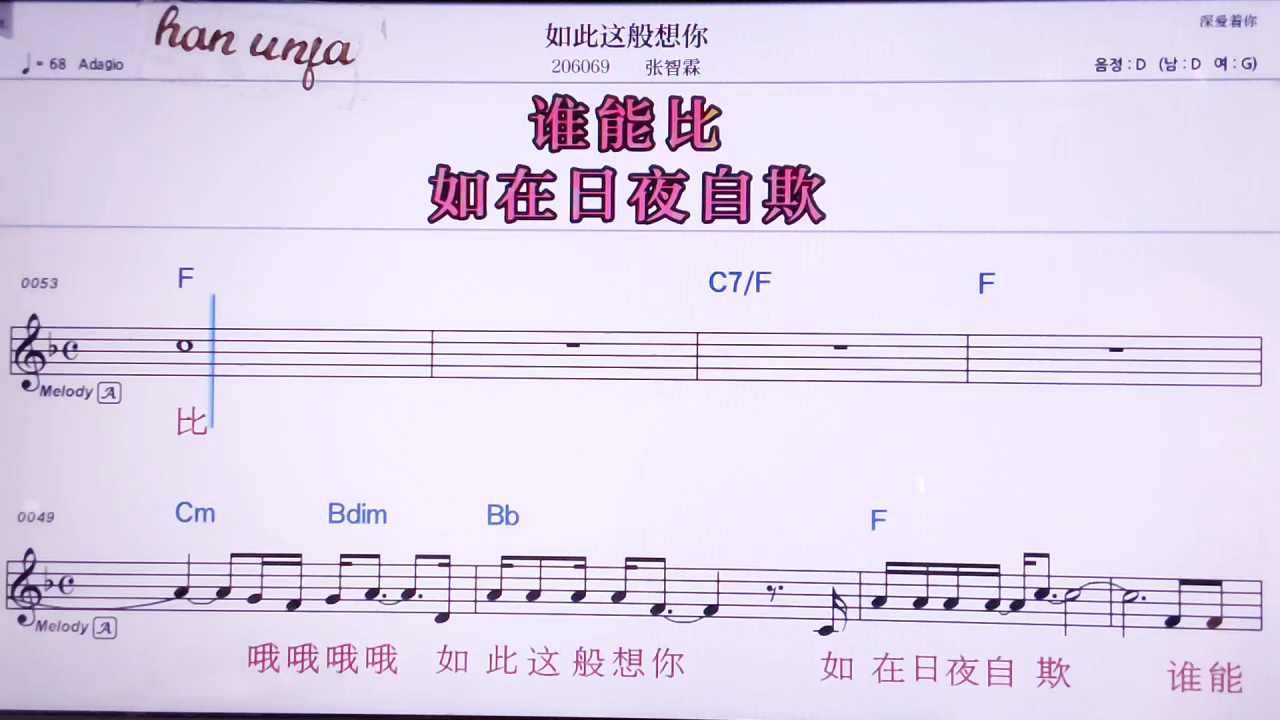 han unfa
如此这般想你
深爱着你
♩= 68 Adagio
206069 张智霖
음정 : D (남 : D 여 : G)
谁能比
如在日夜自欺
0053
F C7/F F
Melody A
比
0049
Cm Bdim Bb F
Melody A
哦哦哦哦 如此这般想你 如在日夜自欺 谁能